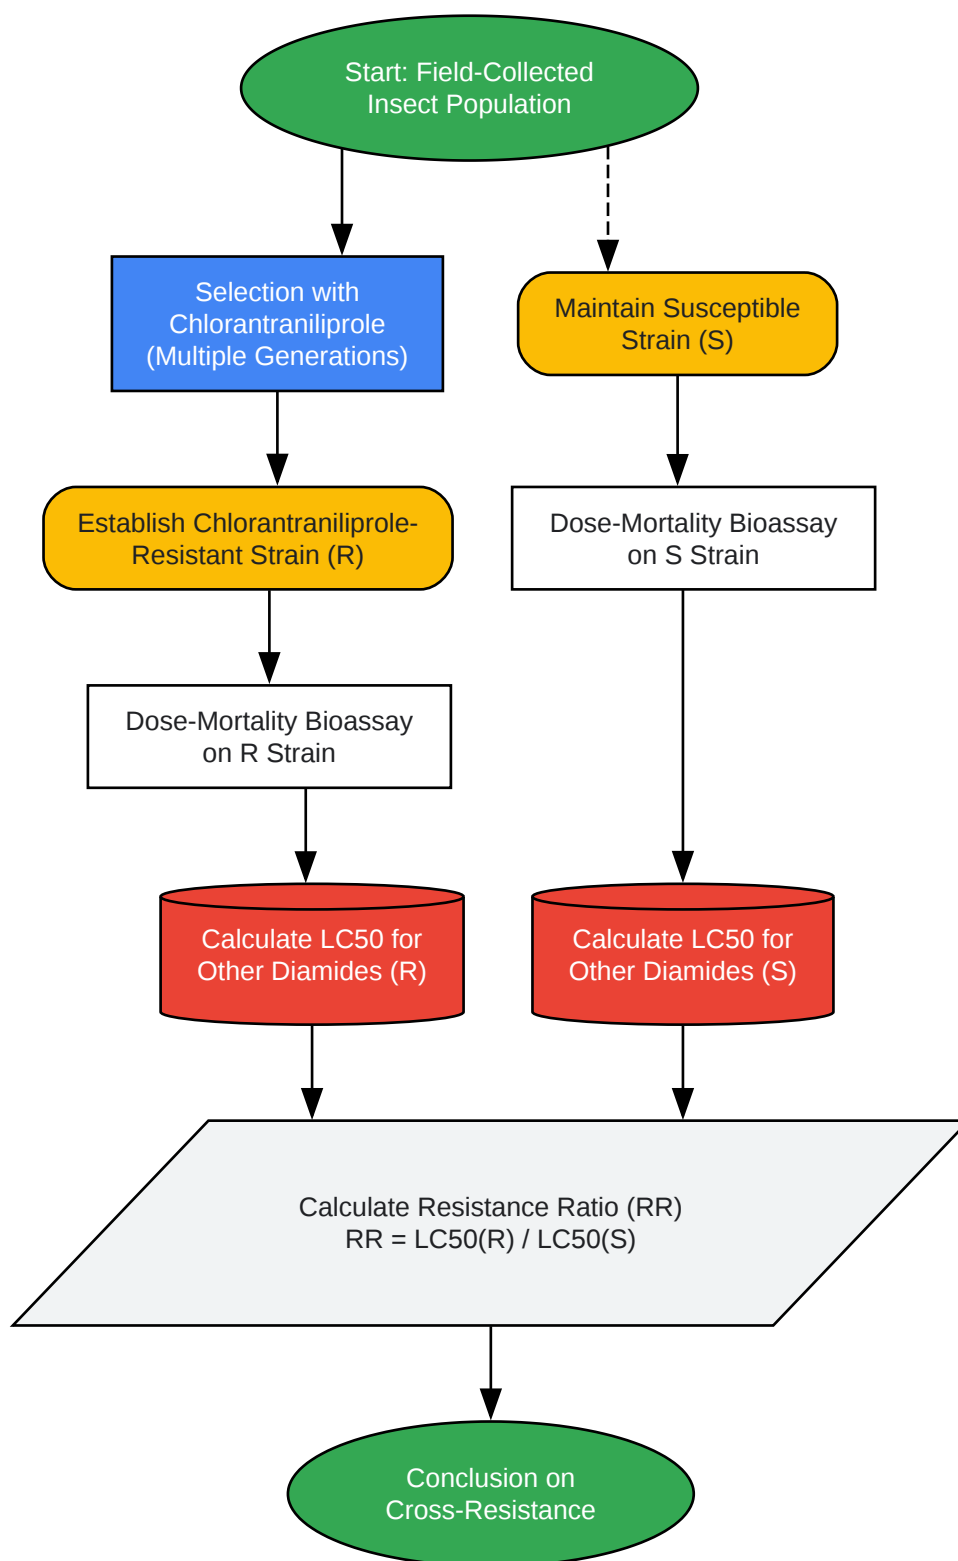 Start: Field-Collected
Insect Population
Selection with
Chlorantraniliprole
(Multiple Generations)
Maintain Susceptible
Strain (S)
Establish Chlorantraniliprole-
Resistant Strain (R)
Dose-Mortality Bioassay
on S Strain
Dose-Mortality Bioassay
on R Strain
Calculate LC50 for
Other Diamides (R)
Calculate LC50 for
Other Diamides (S)
Calculate Resistance Ratio (RR)
RR = LC50(R) / LC50(S)
Conclusion on
Cross-Resistance